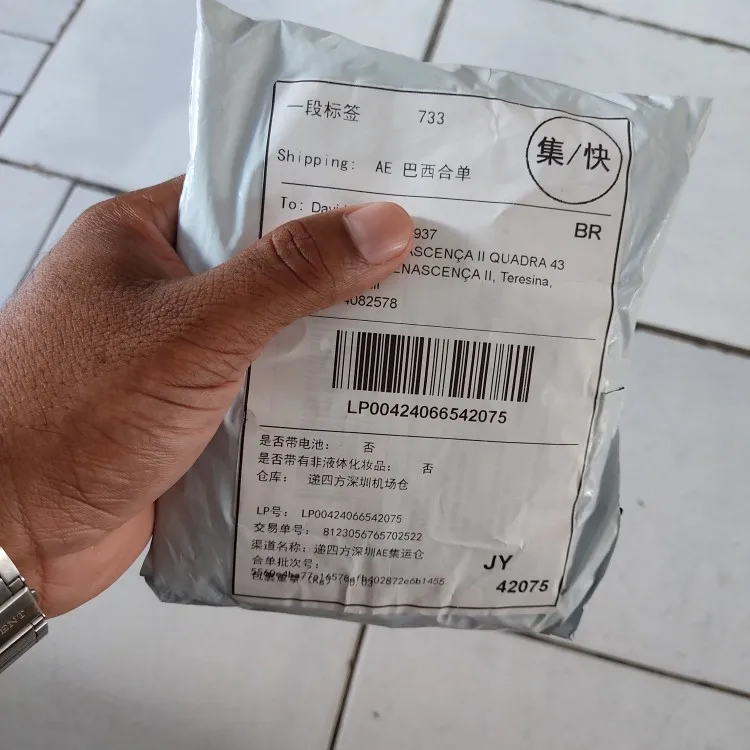 一段标签 733
集/快
Shipping: AE 巴西合单
To: Davi
BR
937
ASCENÇA II QUADRA 43
ENASCENÇA II, Teresina,
4082578
LP00424066542075
是否带电池： 否
是否带有非液体化妆品： 否
仓库： 递四方深圳机场仓
LP号： LP00424066542075
交易单号： 8123056765702522
渠道名称：递四方深圳AE集运仓
合单批次号：
JY
42075